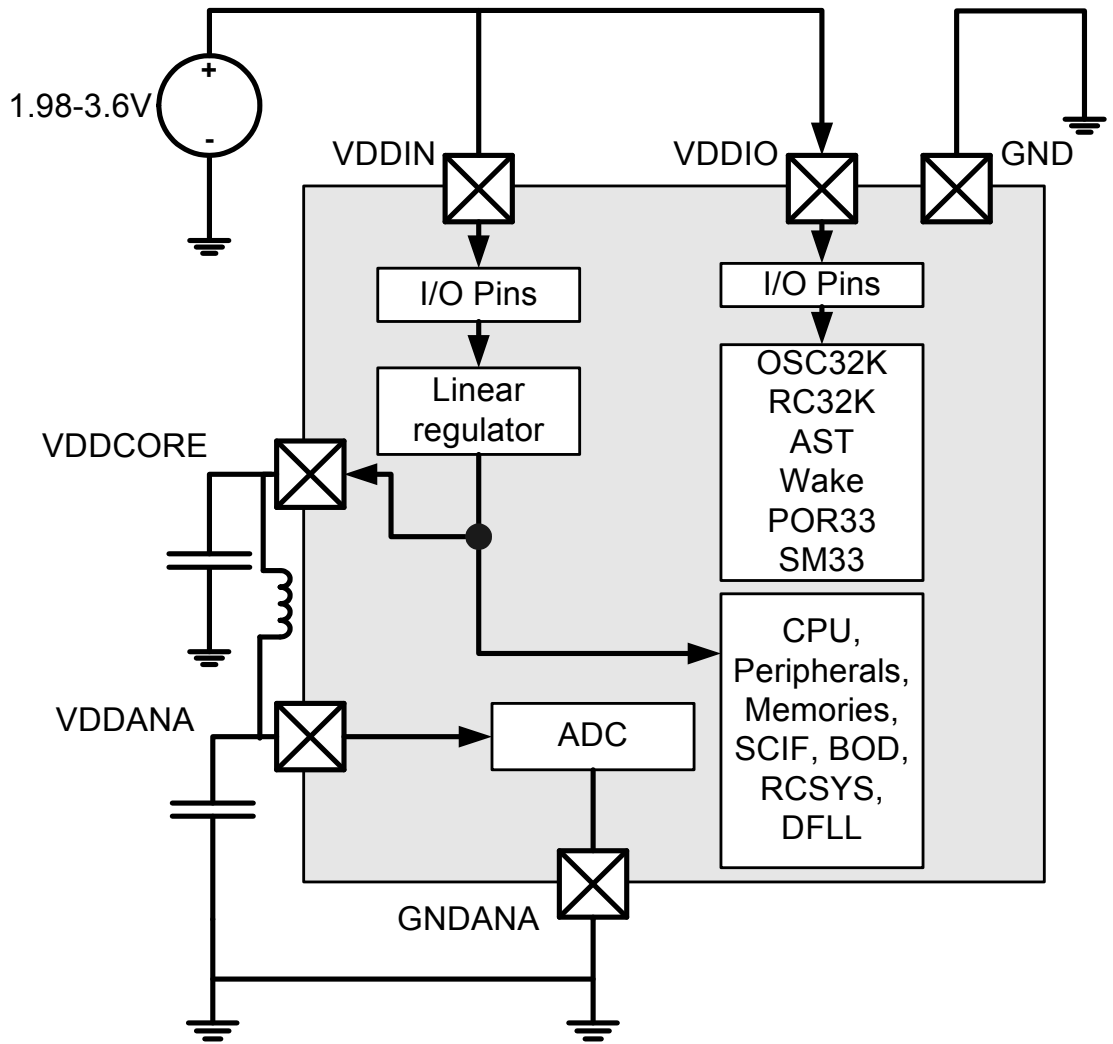 +
1.98-3.6V
-
VDDIN
VDDIO
GND
I/O Pins
I/O Pins
Linear
regulator
OSC32K
RC32K
AST
Wake
POR33
SM33
VDDCORE
CPU,
Peripherals,
Memories,
SCIF, BOD,
RCSYS,
DFLL
VDDANA
ADC
GNDANA